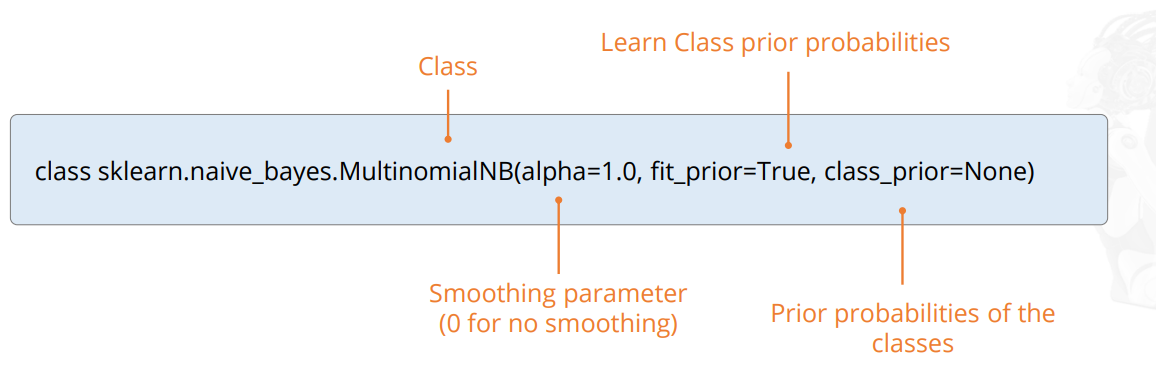 Learn Class prior probabilities
Class
class sklearn.naive_bayes.MultinomialNB(alpha=1.0, fit_prior=True, class_prior=None)
Smoothing parameter
(0 for no smoothing)
Prior probabilities of the
classes